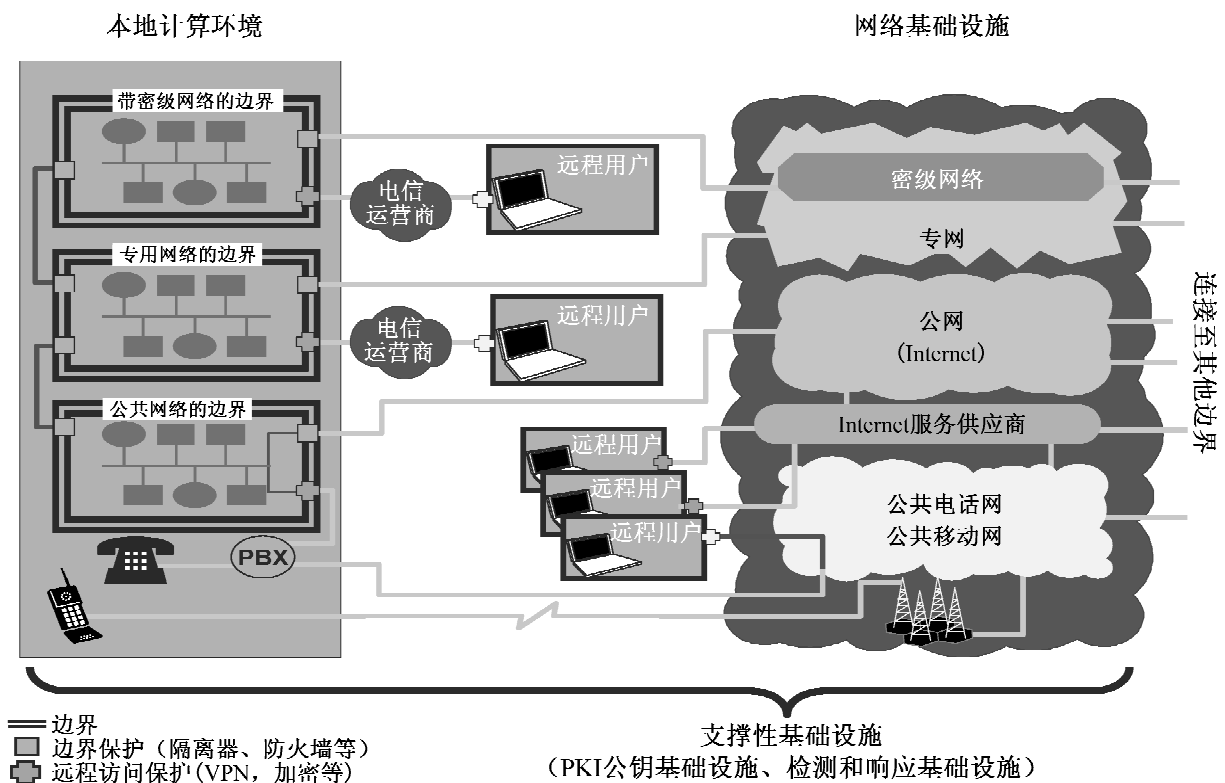 本地计算环境
网络基础设施
带密级网络的边界
电信
运营商
远程用户
密级网络
专网
专用网络的边界
电信
运营商
远程用户
公网
(Internet)
连接至其他边界
公共网络的边界
Internet服务供应商
远程用户
远程用户
远程用户
公共电话网
公共移动网
PBX
边界
边界保护（隔离器、防火墙等）
远程访问保护(VPN，加密等)
支撑性基础设施
（PKI公钥基础设施、检测和响应基础设施）